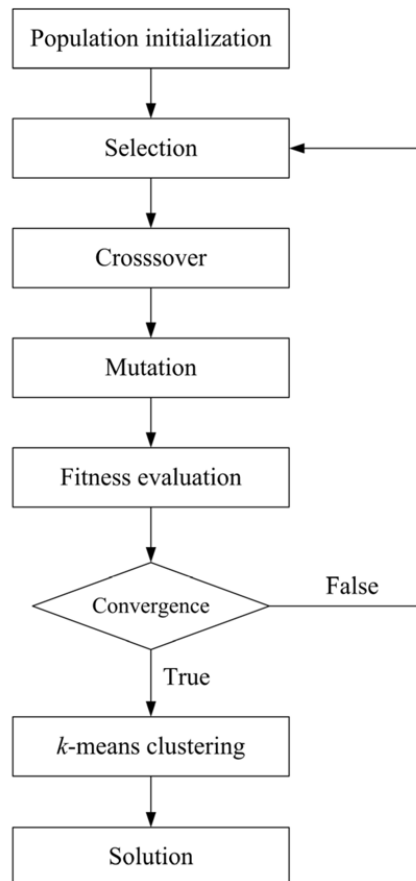 Population initialization
Selection
Crosssover
Mutation
Fitness evaluation
Convergence
False
True
k-means clustering
Solution